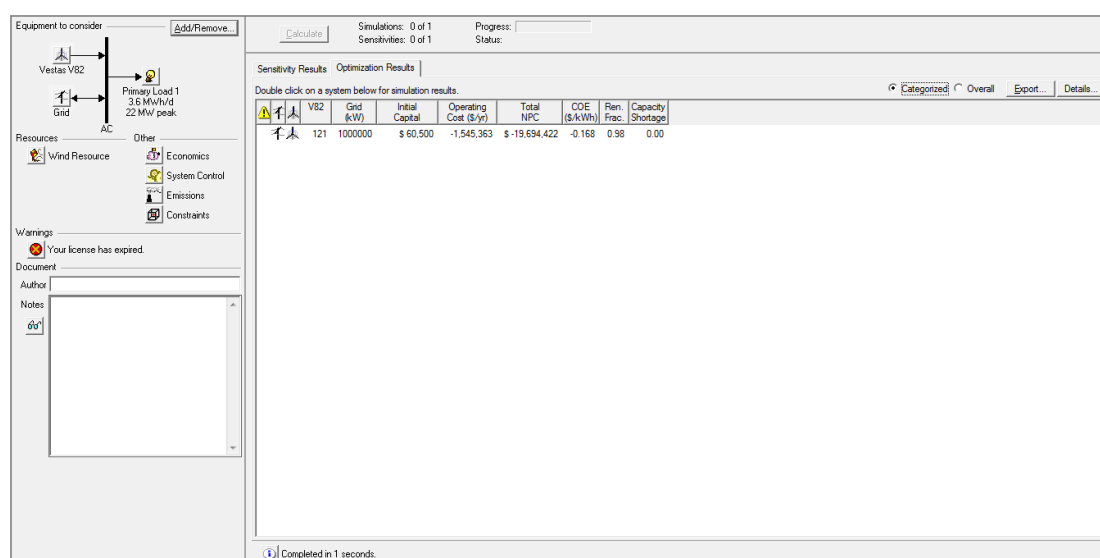 Equipment to consider
Add/Remove...
Vestas V82
Primary Load 1
3.6 MWh/d
22 MW peak
Grid
AC
Resources
Other
Wind Resource
Economics
System Control
Emissions
Constraints
Warnings
Your license has expired.
Document
Author
Notes
Calculate
Simulations: 0 of 1
Progress:
Sensitivities: 0 of 1
Status:
Sensitivity Results
Optimization Results
Double click on a system below for simulation results.
Categorized
Overall
Export...
Details...
V82 Grid Initial Operating Total COE Ren. Capacity
(kW) Capital Cost ($/yr) NPC ($/kWh) Frac. Shortage
121 1000000 $ 60,500 -1,545,363 $ -19,694,422 -0.168 0.98 0.00
Completed in 1 seconds.